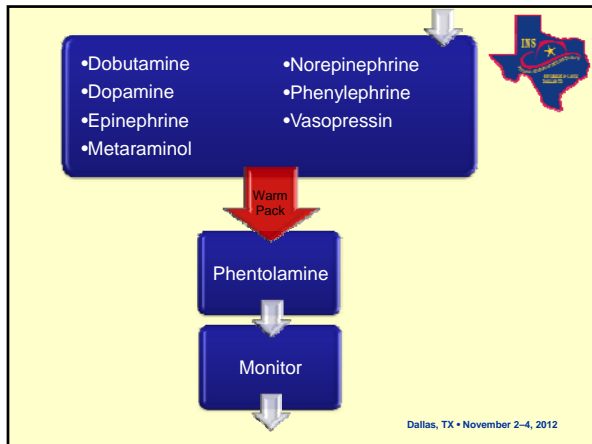 INS
•Dobutamine
•Dopamine
•Epinephrine
•Metaraminol
•Norepinephrine
•Phenylephrine
•Vasopressin
Warm
Pack
Phentolamine
Monitor
Dallas, TX • November 2–4, 2012